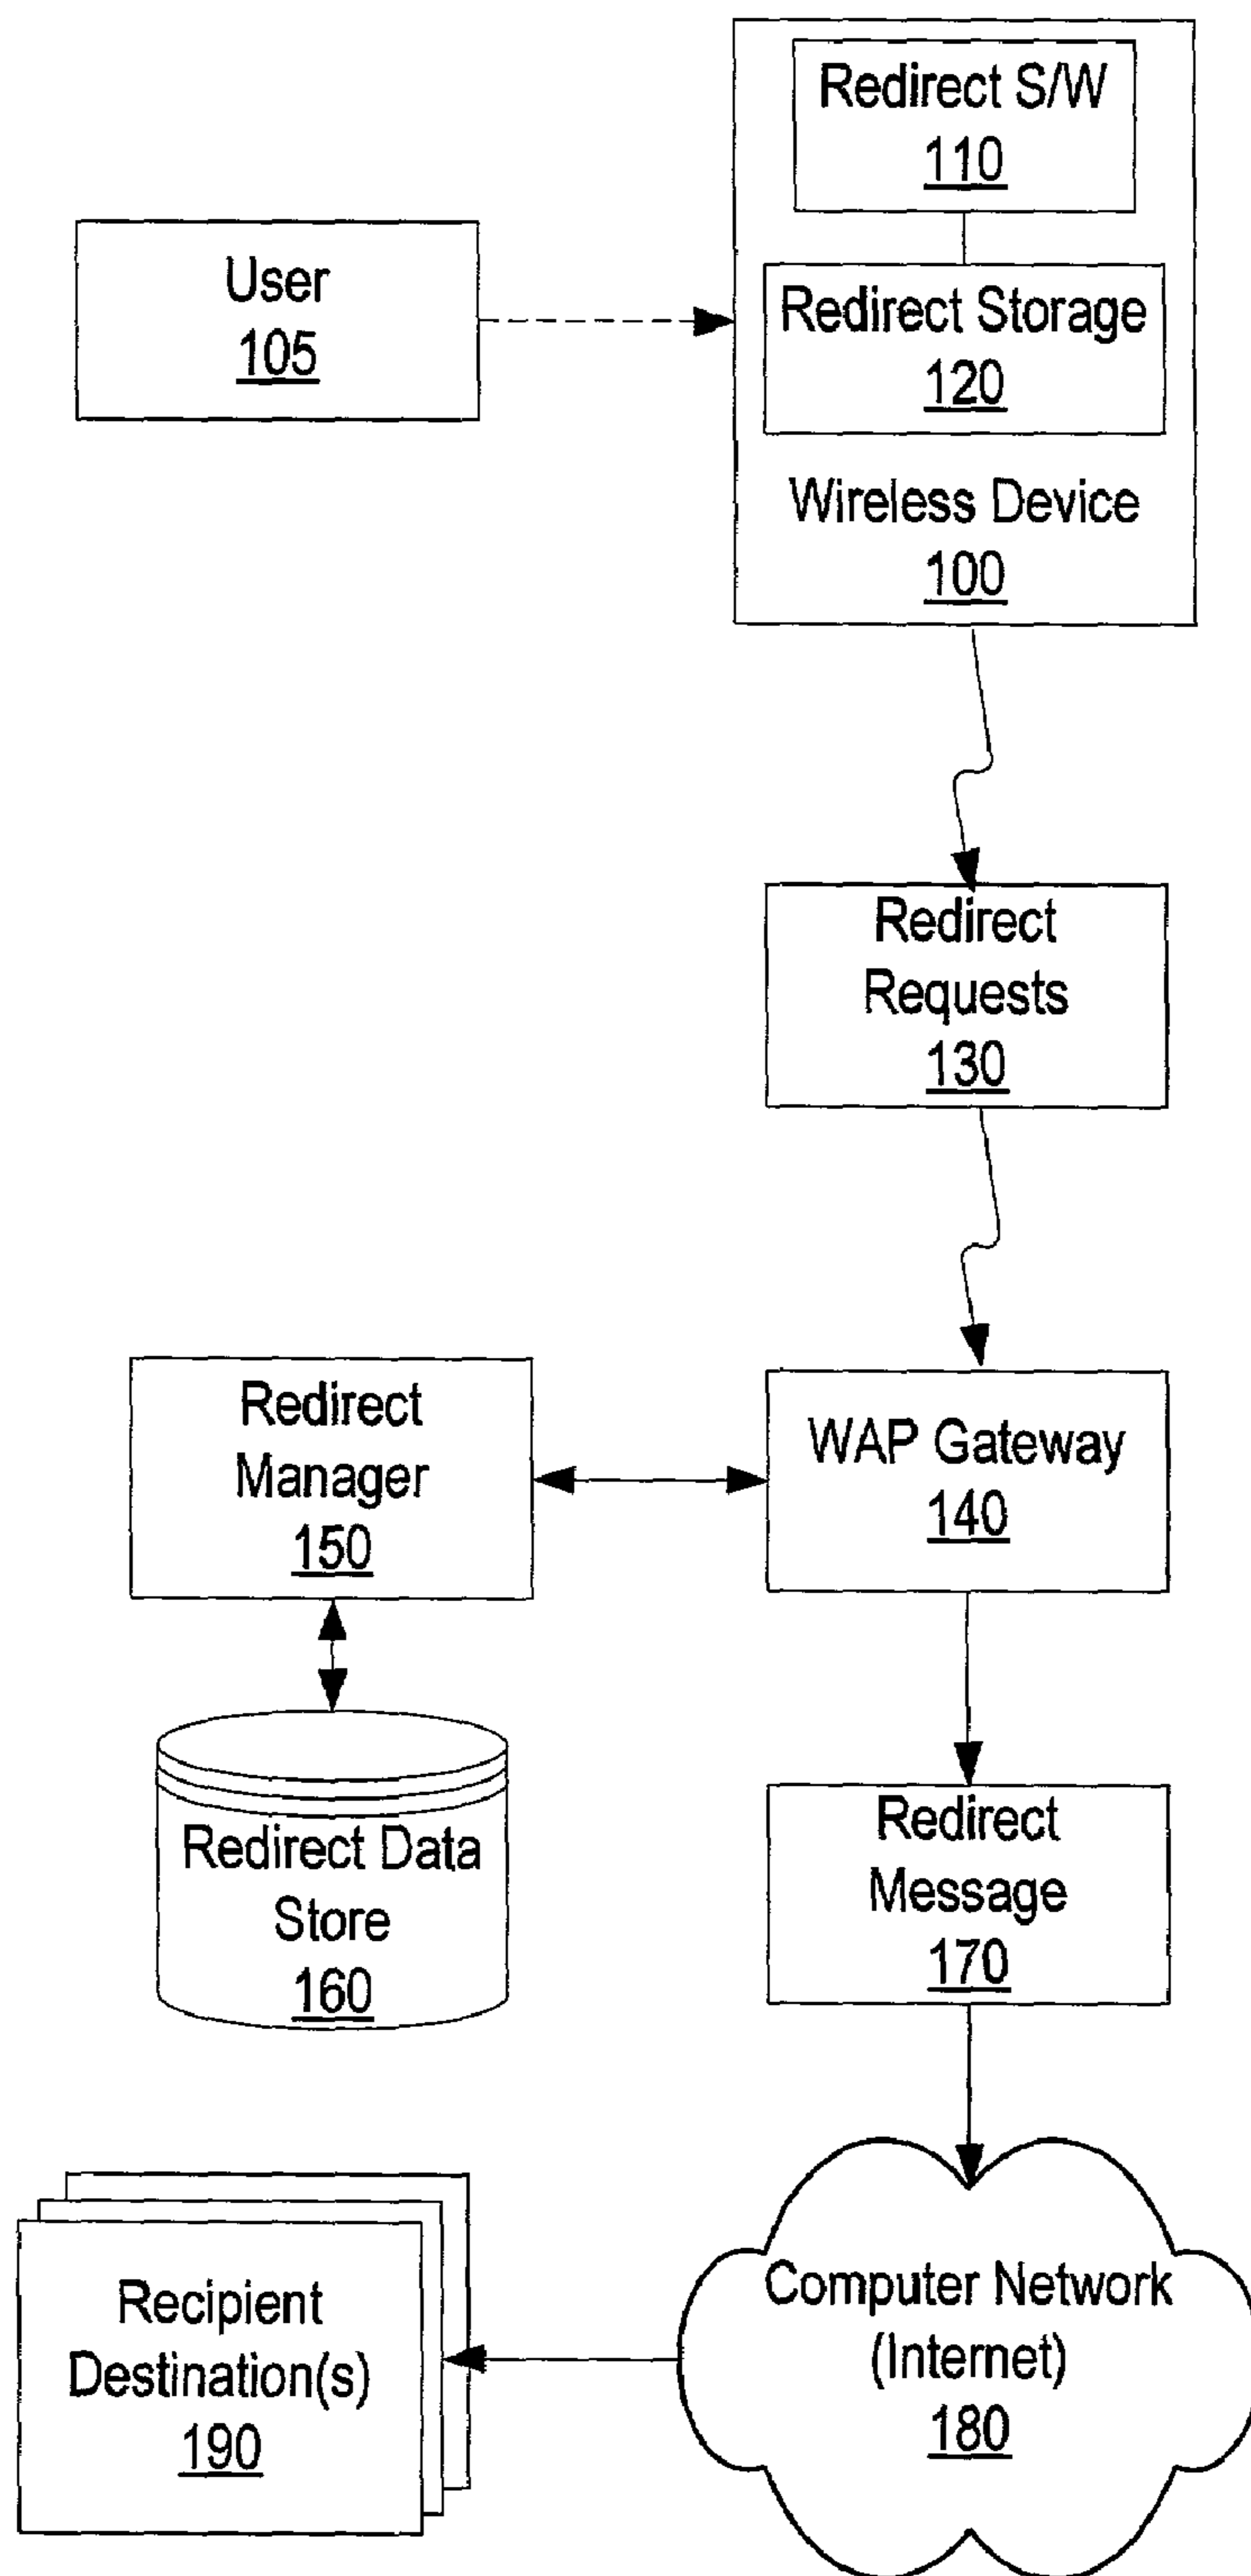 Redirect S/W
110
User
105
Redirect Storage
120
Wireless Device
100
Redirect
Requests
130
Redirect
Manager
150
WAP Gateway
140
Redirect Data
Store
160
Redirect
Message
170
Recipient
Destination(s)
190
Computer Network
(Internet)
180